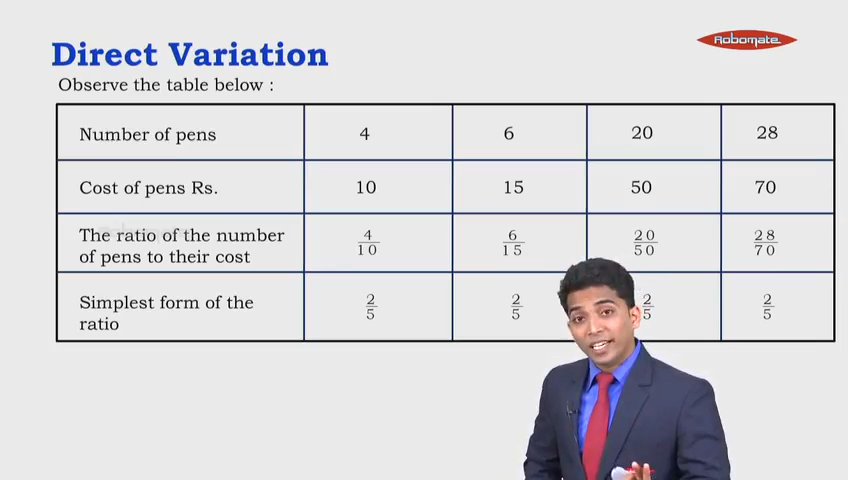 Direct Variation
Robomate
Observe the table below :
Number of pens 4 6 20 28
Cost of pens Rs. 10 15 50 70
The ratio of the number of pens to their cost 4/10 6/15 20/50 28/70
Simplest form of the ratio 2/5 2/5 2/5 2/5